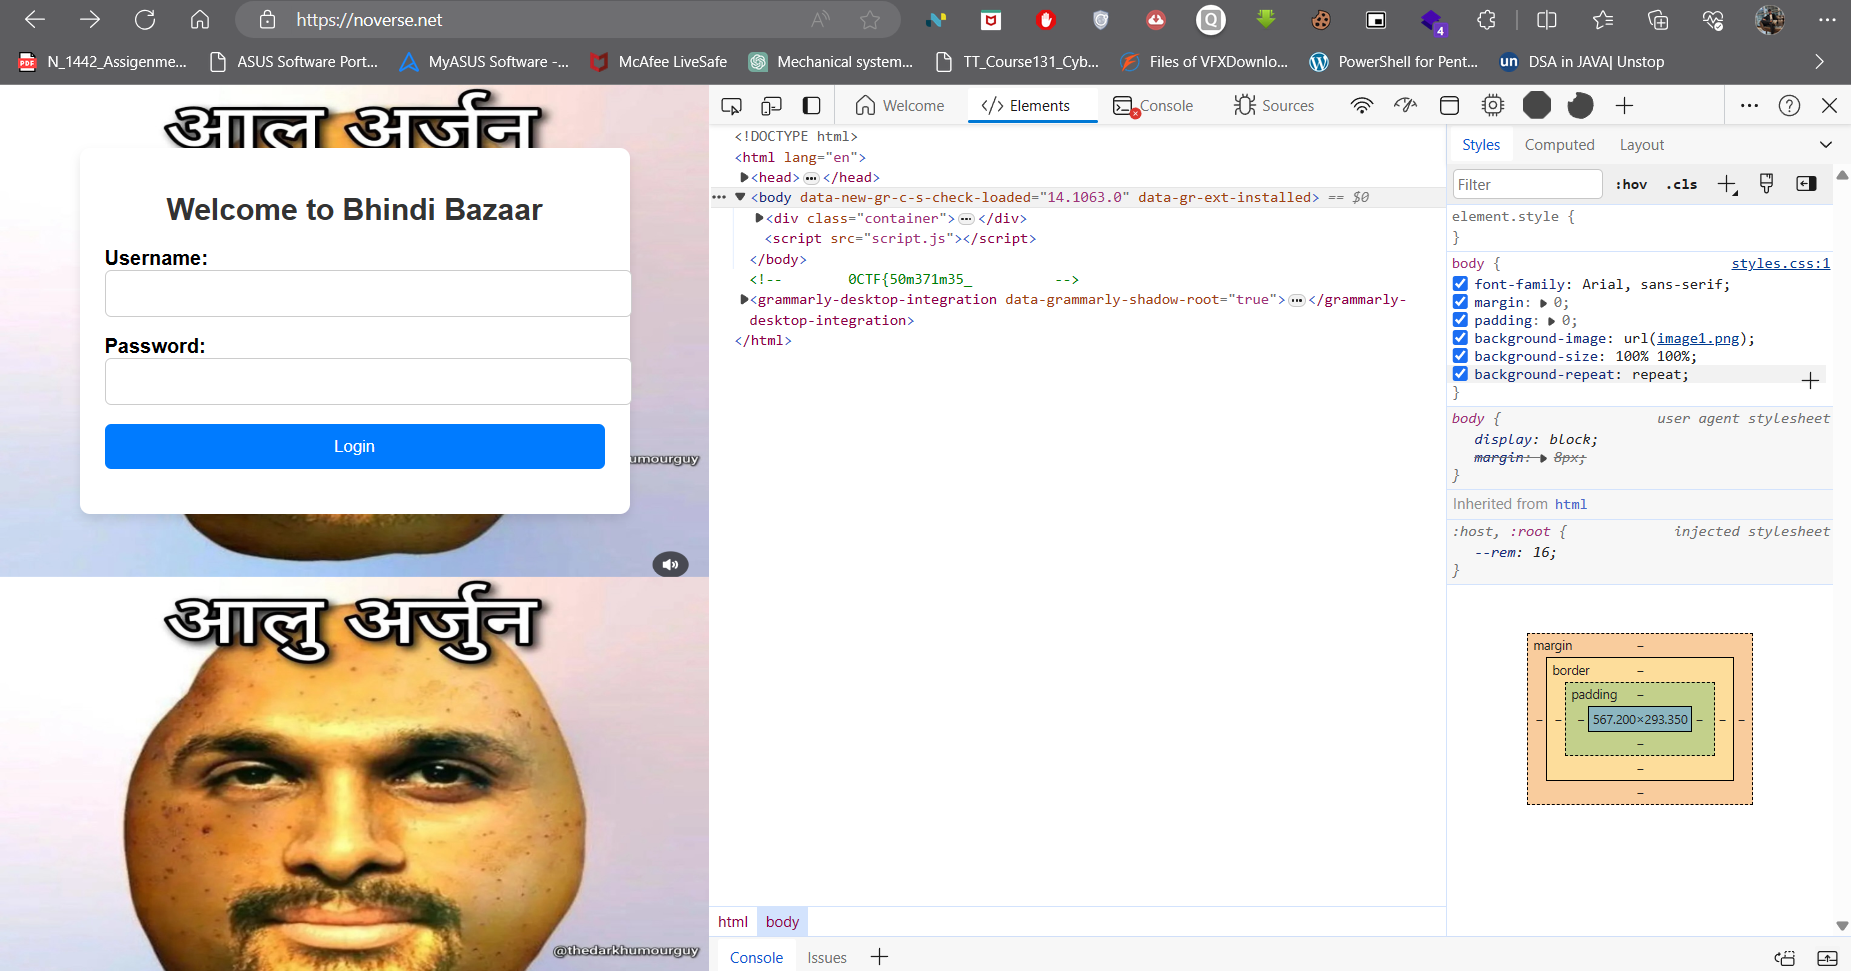 https://noverse.net
4
N_1442_Assigenme...
ASUS Software Port...
MyASUS Software -...
McAfee LiveSafe
Mechanical system...
TT_Course131_Cyb...
Files of VFXDownlo...
PowerShell for Pent...
un
DSA in JAVA| Unstop
आलु अर्जुन
Welcome to Bhindi Bazaar
Username:
Password:
Login
umourguy
आलु अर्जुन
@thedarkhumourguy
Welcome
</> Elements
Console
Sources
<!DOCTYPE html>
<html lang="en">
<head> ... </head>
... <body data-new-gr-c-s-check-loaded="14.1063.0" data-gr-ext-installed> == $0
<div class="container"> ... </div>
<script src="script.js"></script>
</body>
<!-- 0CTF{50m371m35_ -->
<grammarly-desktop-integration data-grammarly-shadow-root="true"> ... </grammarly-
desktop-integration>
</html>
html body
Console Issues
Styles Computed Layout
Filter :hov .cls
element.style {
}
body { styles.css:1
font-family: Arial, sans-serif;
margin: 0;
padding: 0;
background-image: url(image1.png);
background-size: 100% 100%;
background-repeat: repeat;
}
body { user agent stylesheet
display: block;
margin: 8px;
}
Inherited from html
:host, :root { injected stylesheet
--rem: 16;
}
margin –
border –
padding –
– – – 567.200×293.350 – – –
–
–
–